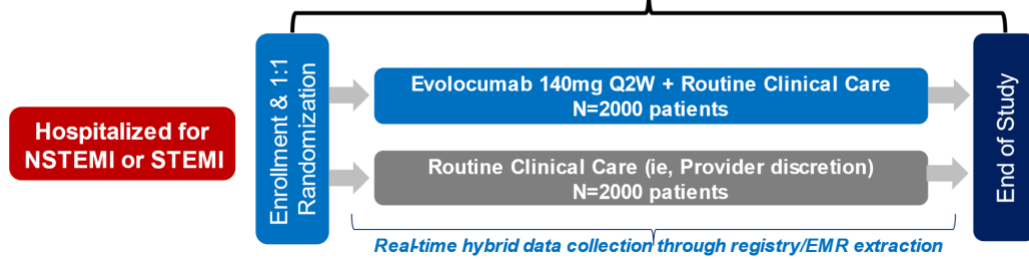 Hospitalized for
NSTEMI or STEMI
Enrollment & 1:1
Randomization
Evolocumab 140mg Q2W + Routine Clinical Care
N=2000 patients
Routine Clinical Care (ie, Provider discretion)
N=2000 patients
Real-time hybrid data collection through registry/EMR extraction
End of Study